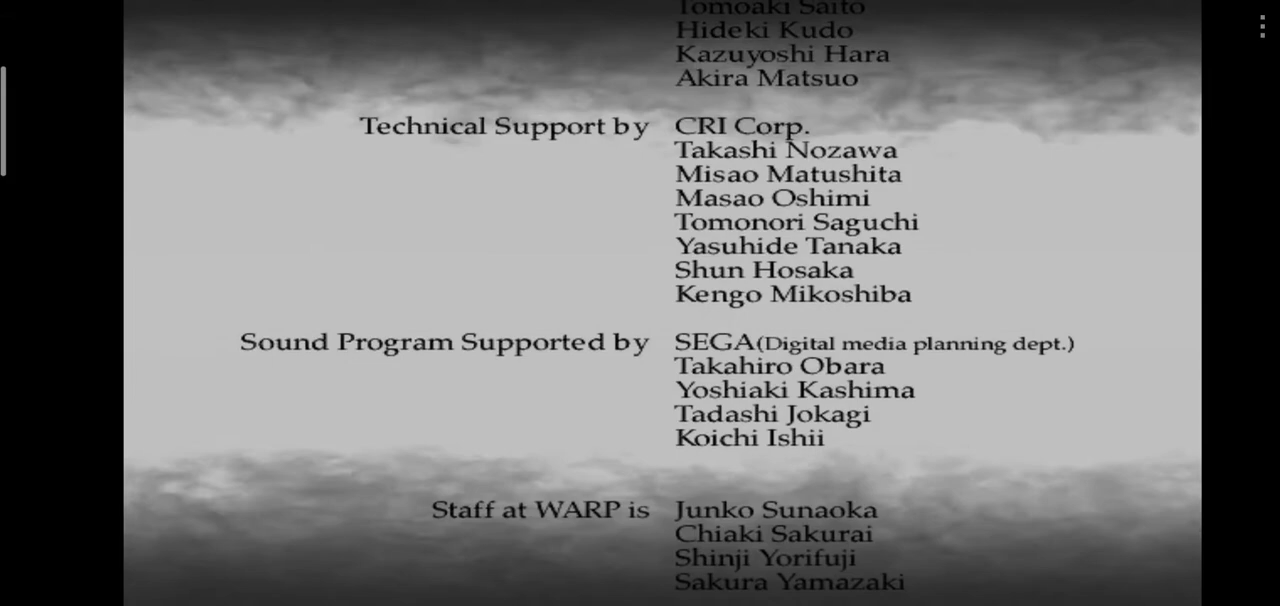 Tomoaki Saito
Hideki Kudo
Kazuyoshi Hara
Akira Matsuo
Technical Support by CRI Corp.
Takashi Nozawa
Misao Matushita
Masao Oshimi
Tomonori Saguchi
Yasuhide Tanaka
Shun Hosaka
Kengo Mikoshiba
Sound Program Supported by SEGA(Digital media planning dept.)
Takahiro Obara
Yoshiaki Kashima
Tadashi Jokagi
Koichi Ishii
Staff at WARP is Junko Sunaoka
Chiaki Sakurai
Shinji Yorifuji
Sakura Yamazaki